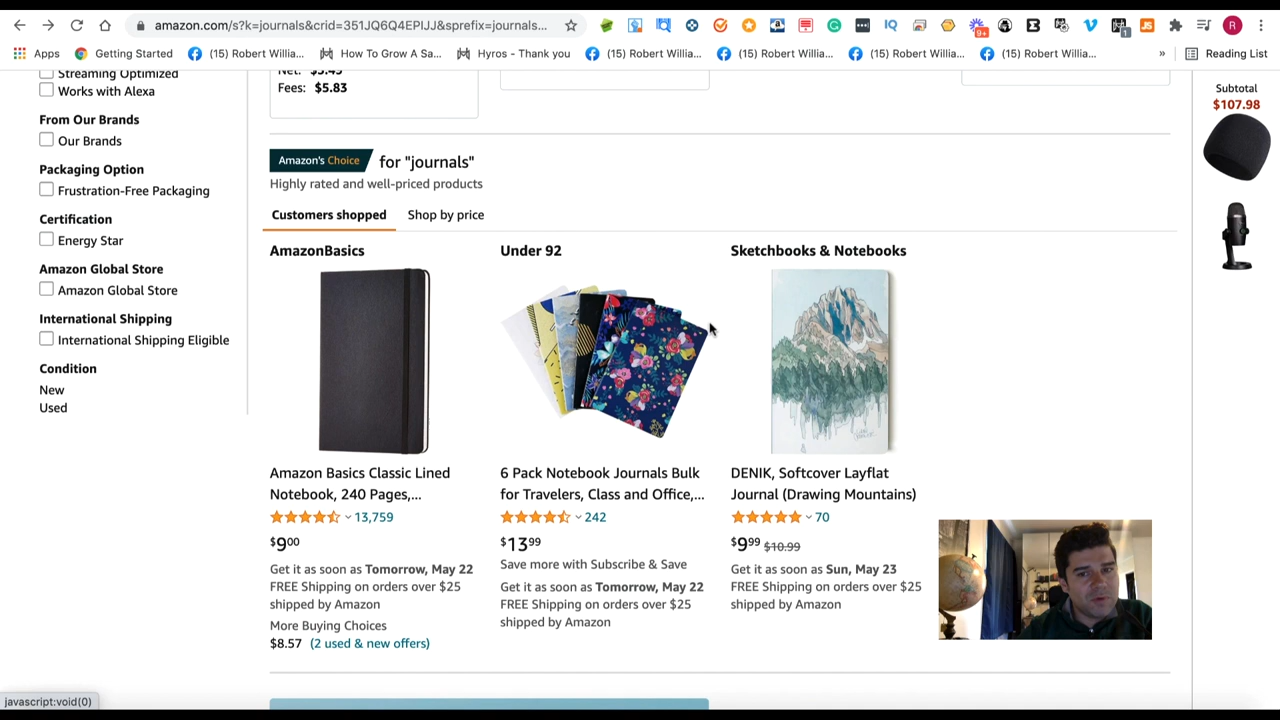 amazon.com/s?k=journals&crid=351JQ6Q4EPIJJ&sprefix=journals...
9+
1
R
Apps
Getting Started
(15) Robert Willia...
How To Grow A Sa...
Hyros - Thank you
(15) Robert Willia...
(15) Robert Willia...
(15) Robert Willia...
(15) Robert Willia...
»
Reading List
Streaming Optimized
Works with Alexa
From Our Brands
Our Brands
Packaging Option
Frustration-Free Packaging
Certification
Energy Star
Amazon Global Store
Amazon Global Store
International Shipping
International Shipping Eligible
Condition
New
Used
Net: $5.45
Fees: $5.83
Amazon's Choice for "journals"
Highly rated and well-priced products
Customers shopped
Shop by price
AmazonBasics
Amazon Basics Classic Lined
Notebook, 240 Pages,...
13,759
$9.00
Get it as soon as Tomorrow, May 22
FREE Shipping on orders over $25
shipped by Amazon
More Buying Choices
$8.57 (2 used & new offers)
Under 92
6 Pack Notebook Journals Bulk
for Travelers, Class and Office,...
242
$13.99
Save more with Subscribe & Save
Get it as soon as Tomorrow, May 22
FREE Shipping on orders over $25
shipped by Amazon
Sketchbooks & Notebooks
DENIK, Softcover Layflat
Journal (Drawing Mountains)
70
$9.99 $10.99
Get it as soon as Sun, May 23
FREE Shipping on orders over $25
shipped by Amazon
Subtotal
$107.98
javascript:void(0)